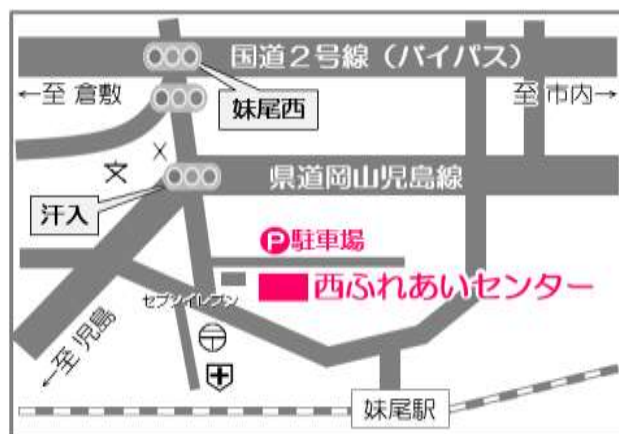 国道2号線(バイパス)
←至 倉敷
至 市内→
妹尾西
県道岡山児島線
汗入
P駐車場
西ふれあいセンター
セブンイレブン
←至 児島
妹尾駅